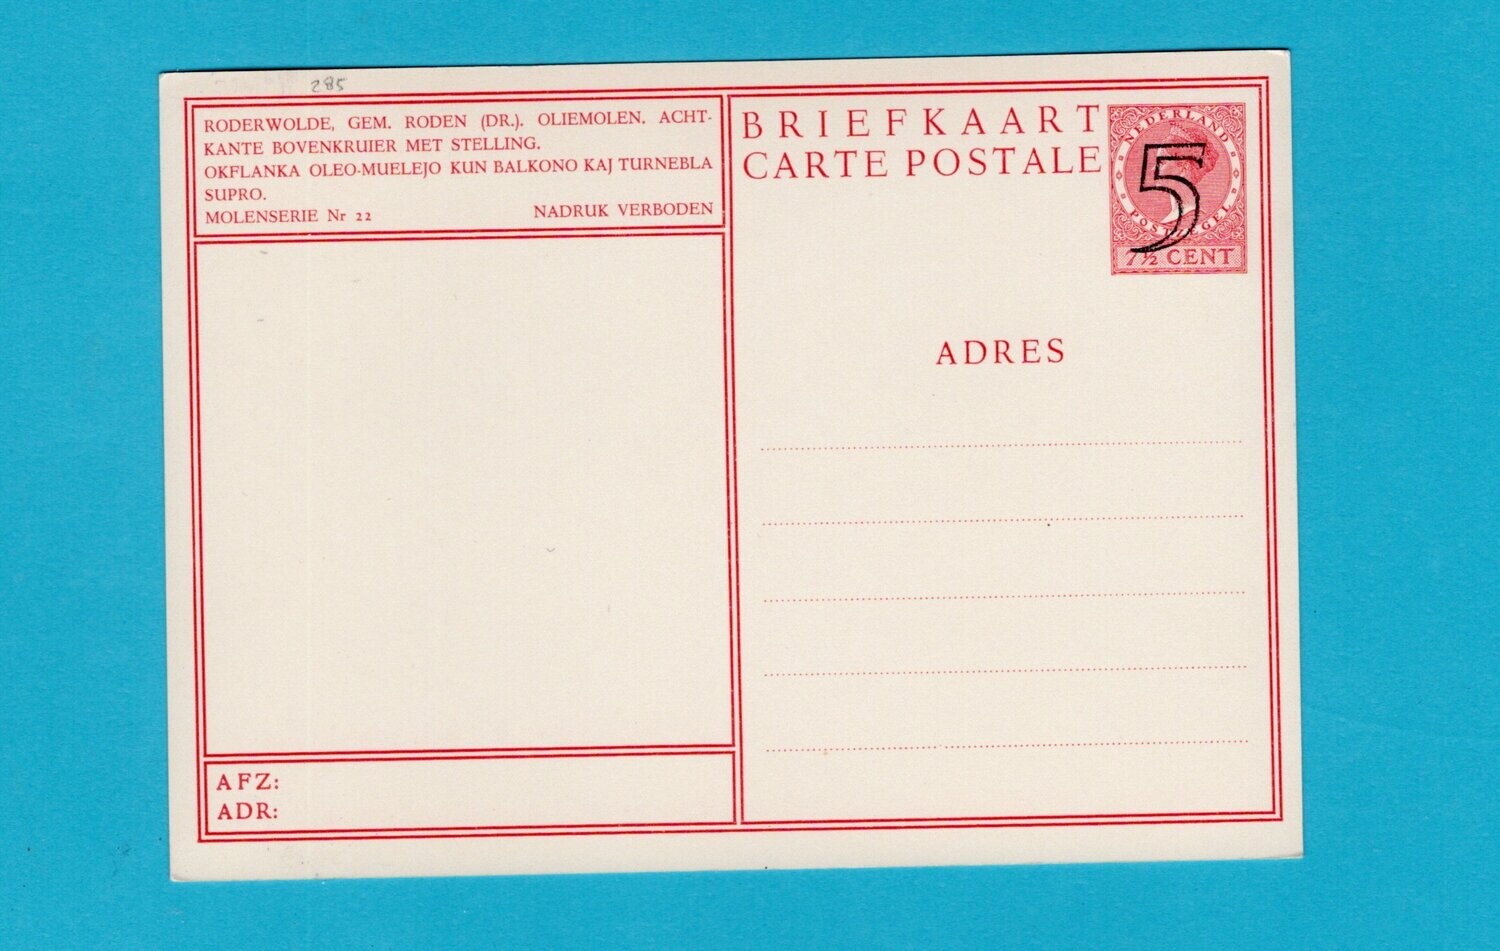 285
RODERWOLDE, GEM. RODEN (DR.). OLIEMOLEN. ACHT-
KANTE BOVENKRUIER MET STELLING.
OKFLANKA OLEO-MUELEJO KUN BALKONO KAJ TURNEBLA
SUPRO.
MOLENSERIE Nr 22 NADRUK VERBODEN
BRIEFKAART
CARTE POSTALE
NEDERLAND
5
POSTZEGEL
7½ CENT
ADRES
AFZ:
ADR: